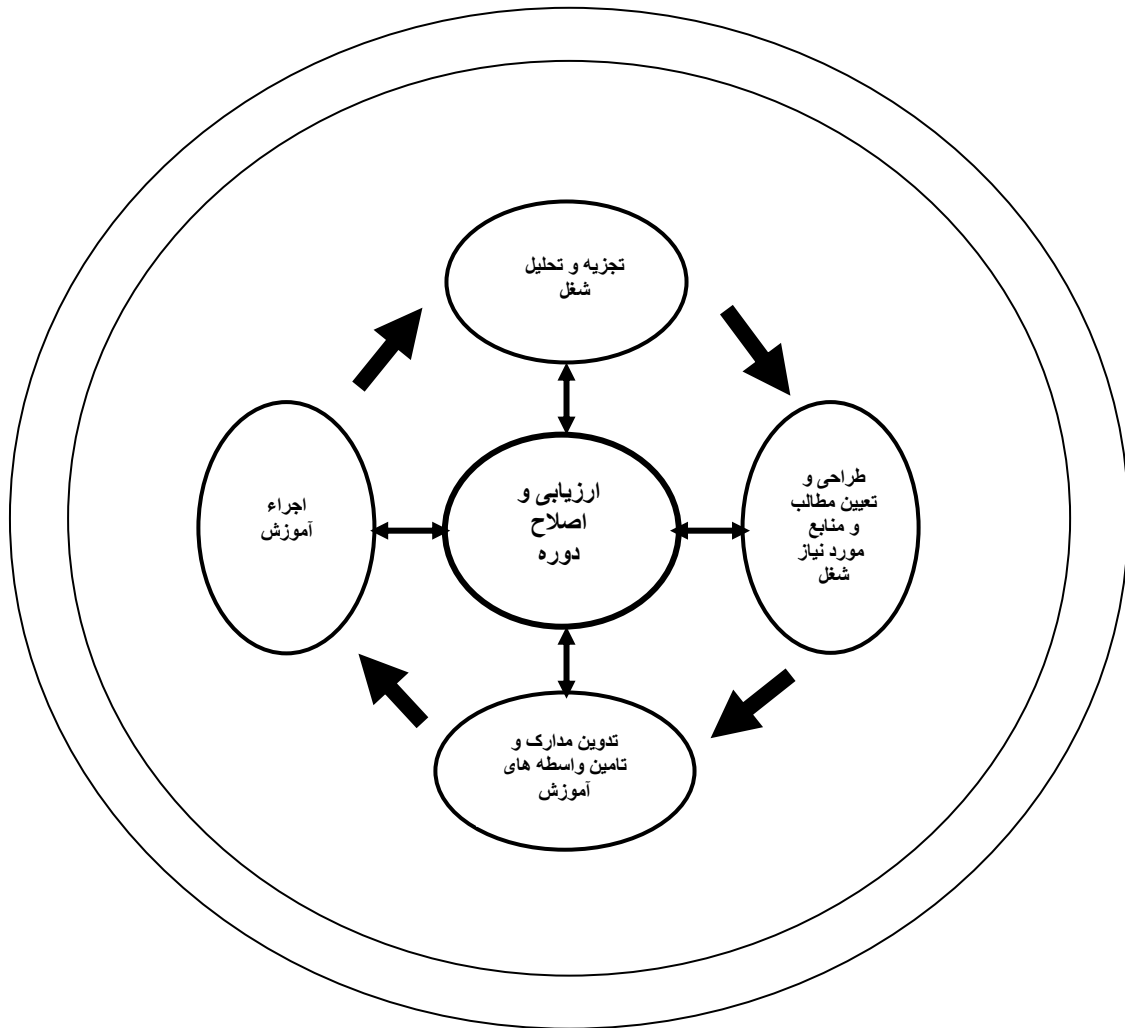 تجزیه و تحلیل
شغل
طراحی و
تعیین مطالب
و منابع
مورد نیاز
شغل
ارزیابی و
اصلاح
دوره
اجراء
آموزش
تدوین مدارک و
تامین واسطه های
آموزش